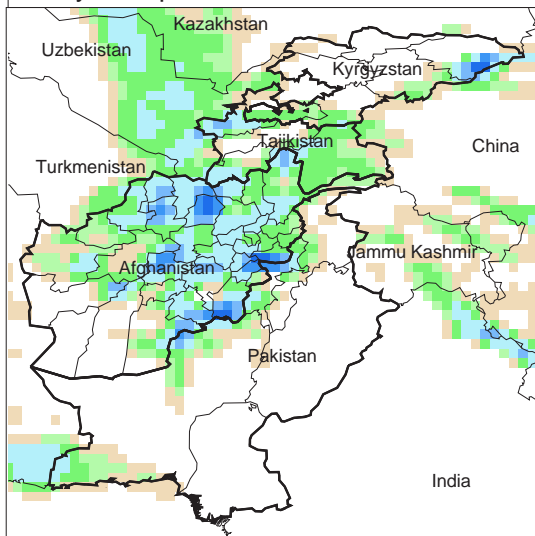 Kazakhstan
Uzbekistan
Kyrgyzstan
Tajikistan
China
Turkmenistan
Jammu Kashmir
Afghanistan
Pakistan
India